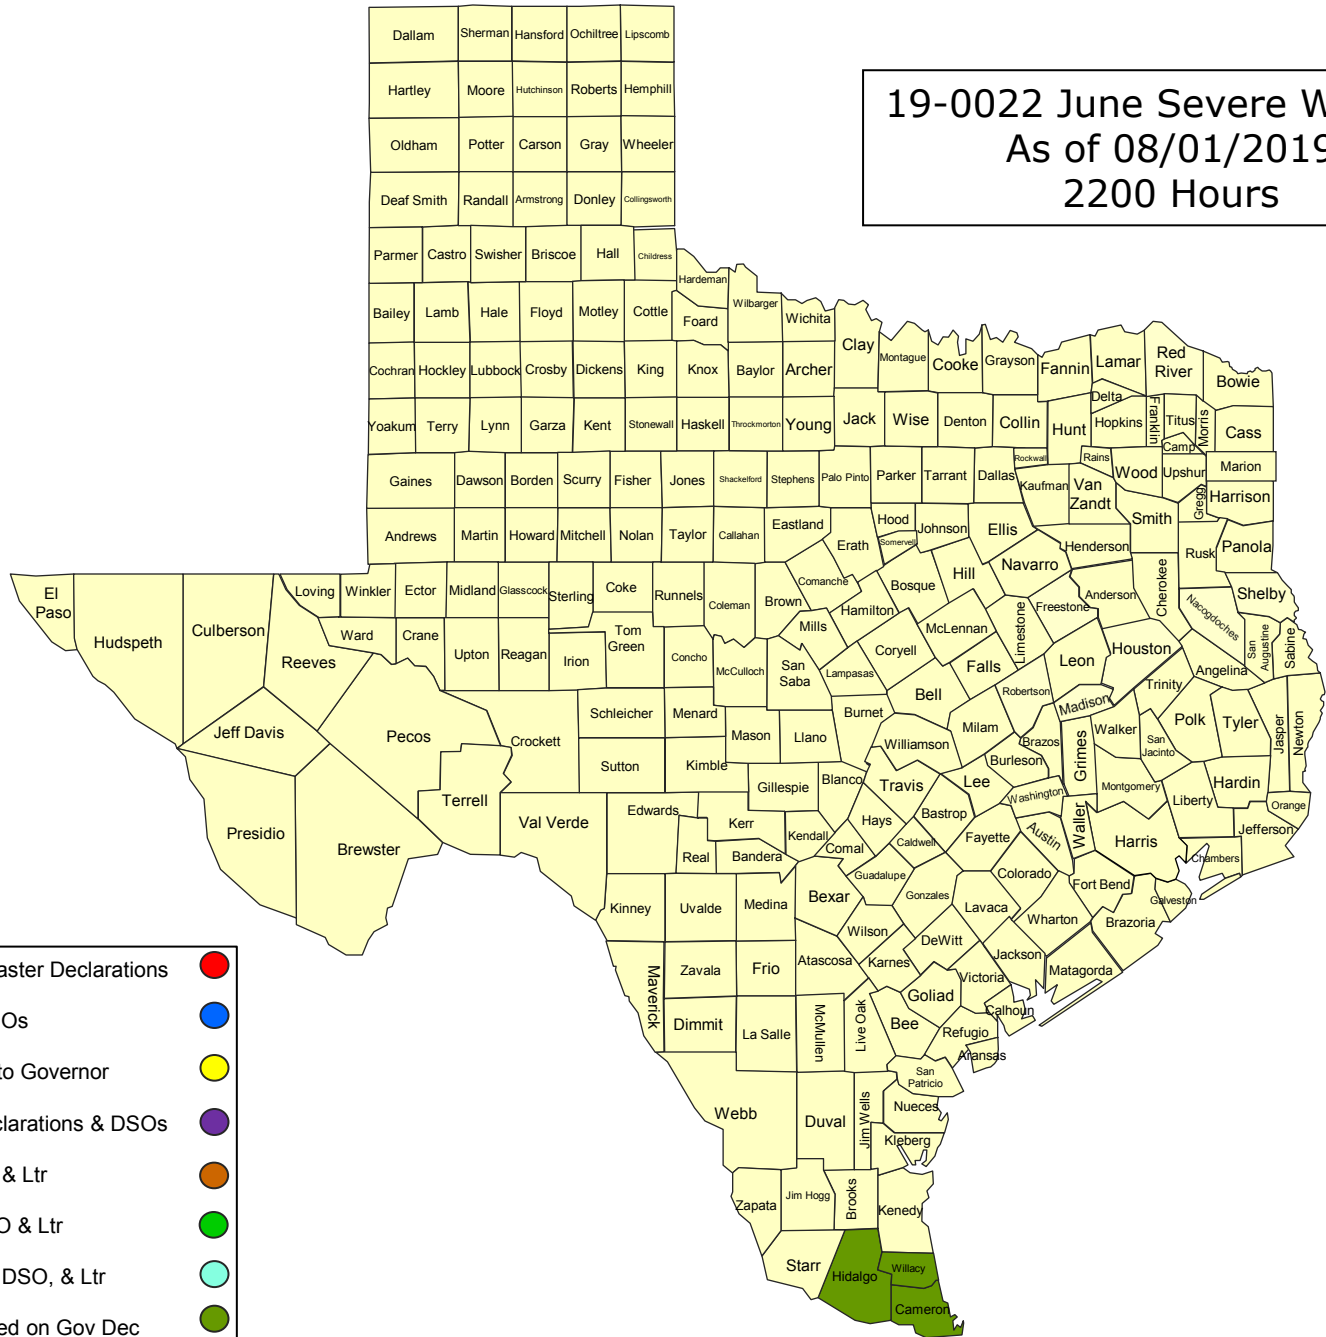 Dallam Sherman Hansford Ochiltree Lipscomb
Hartley Moore Hutchinson Roberts Hemphill
19-0022 June Severe W
As of 08/01/2019
2200 Hours
Oldham Potter Carson Gray Wheeler
Deaf Smith Randall Armstrong Donley Collingsworth
Parmer Castro Swisher Briscoe Hall Childress
Hardeman
Bailey Lamb Hale Floyd Motley Cottle Foard Wilbarger Wichita
Clay Montague Cooke Grayson Fannin Lamar Red
River Bowie
Cochran Hockley Lubbock Crosby Dickens King Knox Baylor Archer
Delta
Yoakum Terry Lynn Garza Kent Stonewall Haskell Throckmorton Young Jack Wise Denton Collin Hunt Hopkins Franklin Titus Morris Cass
Camp
Rockwall Rains
Gaines Dawson Borden Scurry Fisher Jones Shackelford Stephens Palo Pinto Parker Tarrant Dallas Kaufman Van
Zandt Wood Upshur Marion
Gregg Harrison
Andrews Martin Howard Mitchell Nolan Taylor Callahan Eastland Erath Hood Somervell Johnson Ellis Henderson Smith Rusk Panola
El
Paso Hudspeth Culberson Loving Winkler Ector Midland Glasscock Sterling Coke Runnels Coleman Brown Comanche Hamilton Bosque Hill Navarro Freestone Anderson Cherokee Nacogdoches Shelby
Reeves Ward Crane Upton Reagan Irion Tom
Green Concho McCulloch San
Saba Mills Lampasas Coryell McLennan Falls Limestone Leon Houston Angelina San
Augustine Sabine
Jeff Davis Pecos Crockett Schleicher Menard Mason Llano Burnet Bell Milam Robertson Madison Trinity
Walker San
Jacinto Polk Tyler Jasper Newton
Terrell Sutton Kimble Gillespie Blanco Williamson Travis Lee Burleson Brazos Grimes Montgomery Liberty Hardin Orange
Washington
Presidio Brewster Val Verde Edwards Kerr Kendall Hays Bastrop Austin Waller Harris Jefferson
Real Bandera Comal Caldwell Fayette Chambers
Guadalupe Colorado Fort Bend
Kinney Uvalde Medina Bexar Gonzales Lavaca Wharton Galveston
Brazoria
Wilson
Maverick Zavala Frio Atascosa Karnes DeWitt Jackson Matagorda
Victoria
Goliad
Dimmit La Salle McMullen Live Oak Bee Calhoun
Refugio
Aransas
San
Patricio
Webb Duval Jim Wells Nueces
Kleberg
Zapata Jim Hogg Brooks Kenedy
Starr Hidalgo Willacy
Cameron
aster Declarations
Os
to Governor
clarations & DSOs
& Ltr
O & Ltr
DSO, & Ltr
ed on Gov Dec